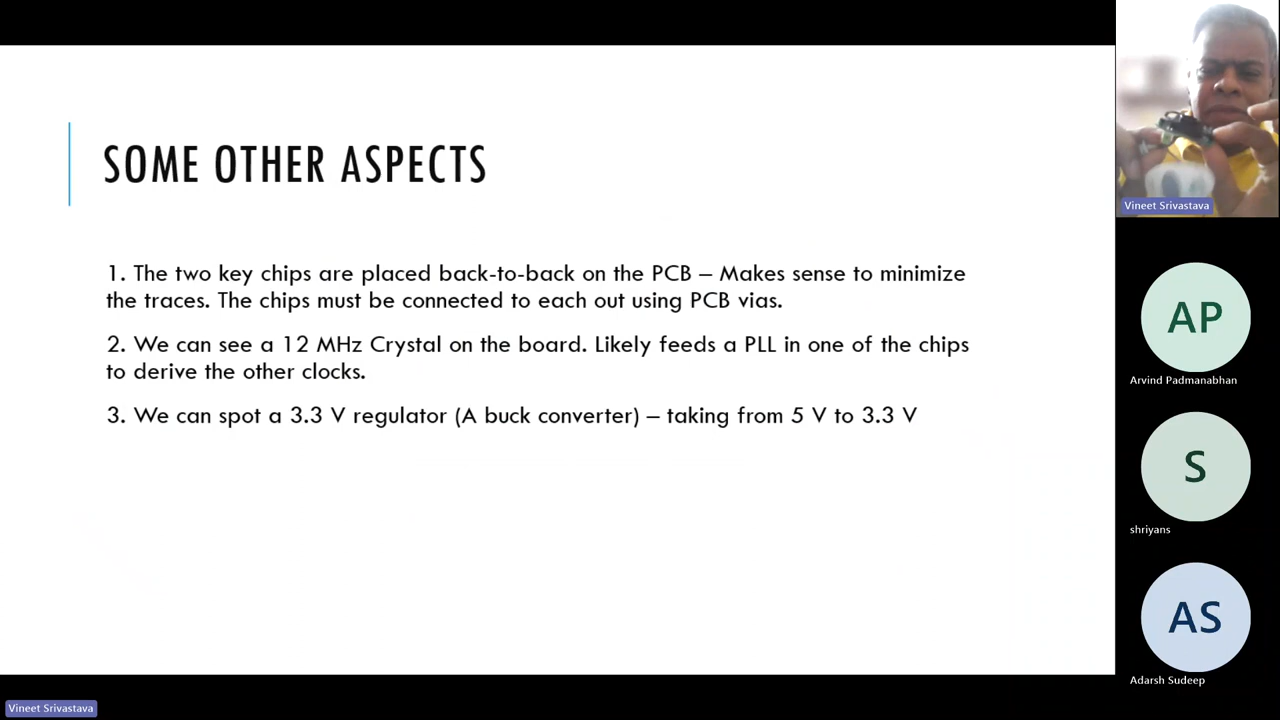 SOME OTHER ASPECTS
1. The two key chips are placed back-to-back on the PCB – Makes sense to minimize
the traces. The chips must be connected to each out using PCB vias.
2. We can see a 12 MHz Crystal on the board. Likely feeds a PLL in one of the chips
to derive the other clocks.
3. We can spot a 3.3 V regulator (A buck converter) – taking from 5 V to 3.3 V
Vineet Srivastava
AP
Arvind Padmanabhan
S
shriyans
AS
Adarsh Sudeep
Vineet Srivastava